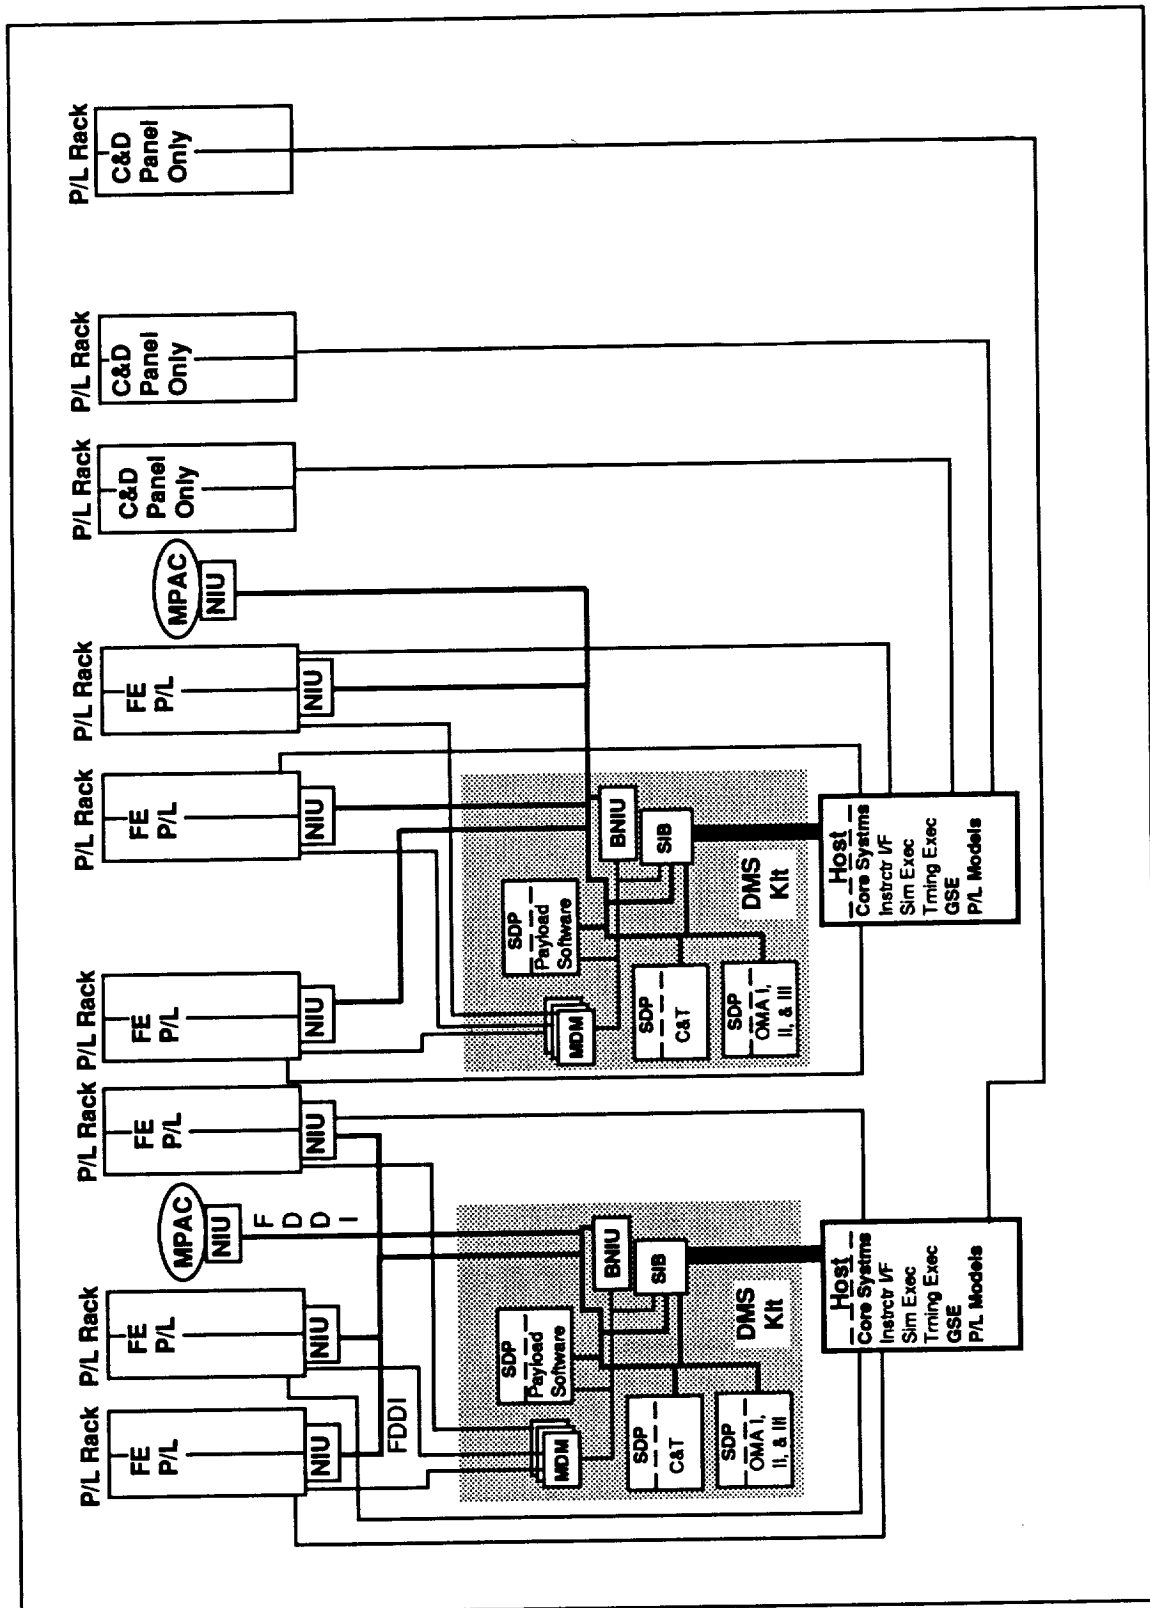 P/L Rack
FE
P/L
NIU
P/L Rack
FE
P/L
NIU
MPAC
NIU
P/L Rack
FE
P/L
NIU
P/L Rack
FE
P/L
NIU
P/L Rack
FE
P/L
NIU
P/L Rack
FE
P/L
NIU
MPAC
NIU
P/L Rack
C&D
Panel
Only
P/L Rack
C&D
Panel
Only
P/L Rack
C&D
Panel
Only
FDDI
FDDI
MDM
SDP
Payload
Software
BNIU
SIB
SDP
C&T
SDP
OMA I,
II, & III
DMS
Kit
Host
Core Systms
Instrctr I/F
Sim Exec
Trning Exec
GSE
P/L Models
MDM
SDP
Payload
Software
BNIU
SIB
SDP
C&T
SDP
OMA I,
II, & III
DMS
Kit
Host
Core Systms
Instrctr I/F
Sim Exec
Trning Exec
GSE
P/L Models